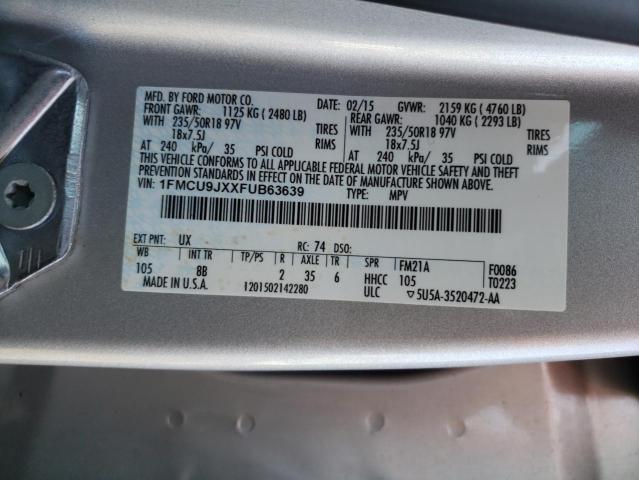 MFD. BY FORD MOTOR CO. DATE: 02/15 GVWR: 2159 KG ( 4760 LB)
FRONT GAWR: 1125 KG ( 2480 LB) REAR GAWR: 1040 KG ( 2293 LB)
WITH 235/50R18 97V TIRES WITH 235/50R18 97V TIRES
18x7.5J RIMS 18x7.5J RIMS
AT 240 kPa/ 35 PSI COLD AT 240 kPa/ 35 PSI COLD
THIS VEHICLE CONFORMS TO ALL APPLICABLE FEDERAL MOTOR VEHICLE SAFETY AND THEFT
PREVENTION STANDARDS IN EFFECT ON THE DATE OF MANUFACTURE SHOWN ABOVE.
VIN: 1FMCU9JXXFUB63639 TYPE: MPV
EXT PNT: UX RC: 74 DSO:
WB INT TR TP/PS R AXLE TR SPR FM21A F0086
105 8B 2 35 6 HHCC 105 T0223
MADE IN U.S.A. 1201502142280 ULC ▽5U5A-3520472-AA